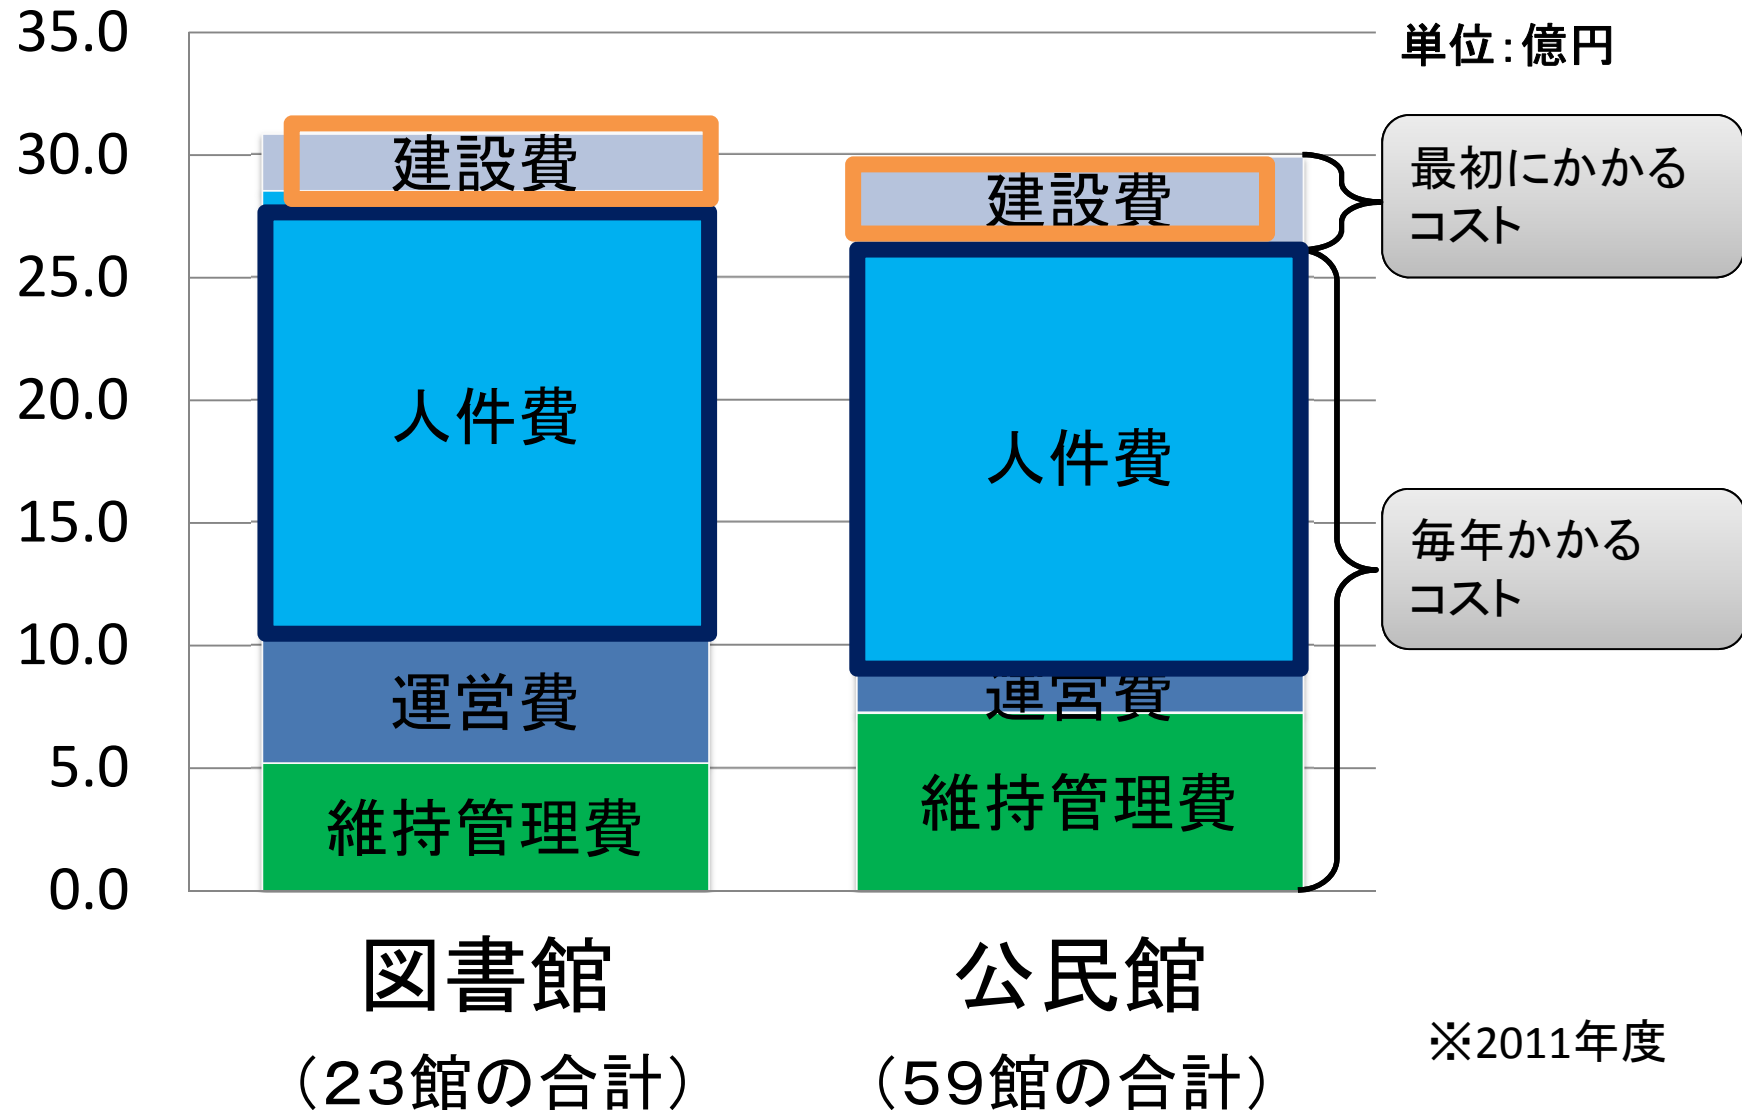 35.0
30.0
25.0
20.0
15.0
10.0
5.0
0.0
単位：億円
建設費
人件費
運営費
維持管理費
建設費
人件費
運営費
維持管理費
最初にかかる
コスト
毎年かかる
コスト
図書館
（２３館の合計）
公民館
（５９館の合計）
※2011年度